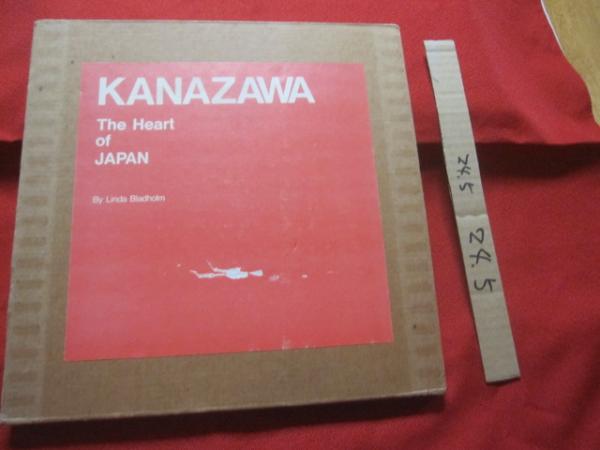 KANAZAWA
The Heart
of
JAPAN
By Linda Bladholm
24.5
24.5